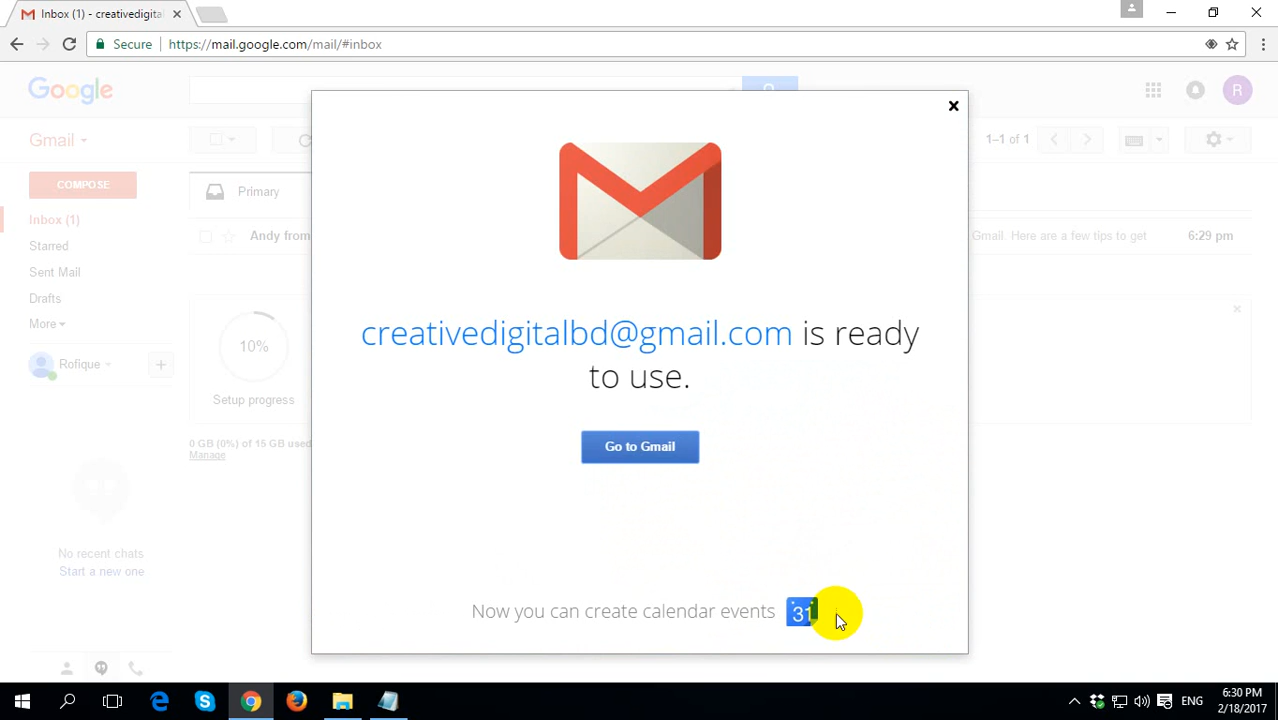 Inbox (1) - creativedigital
Secure https://mail.google.com/mail/#inbox
Google
R
Gmail
1–1 of 1
COMPOSE
Primary
Inbox (1)
Andy from
Gmail. Here are a few tips to get
6:29 pm
Starred
Sent Mail
Drafts
More
Rofique
10%
Setup progress
0 GB (0%) of 15 GB used
Manage
No recent chats
Start a new one
creativedigitalbd@gmail.com is ready
to use.
Go to Gmail
Now you can create calendar events
31
ENG
6:30 PM
2/18/2017